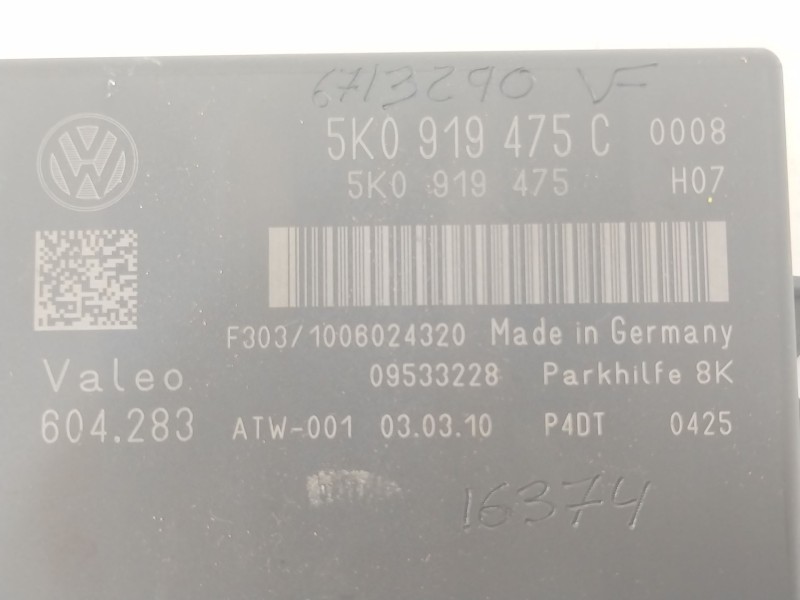 6713290 VF
5K0 919 475 C 0008
5K0 919 475 H07
F303/1006024320 Made in Germany
Valeo 09533228 Parkhilfe 8K
604.283 ATW-001 03.03.10 P4DT 0425
16374